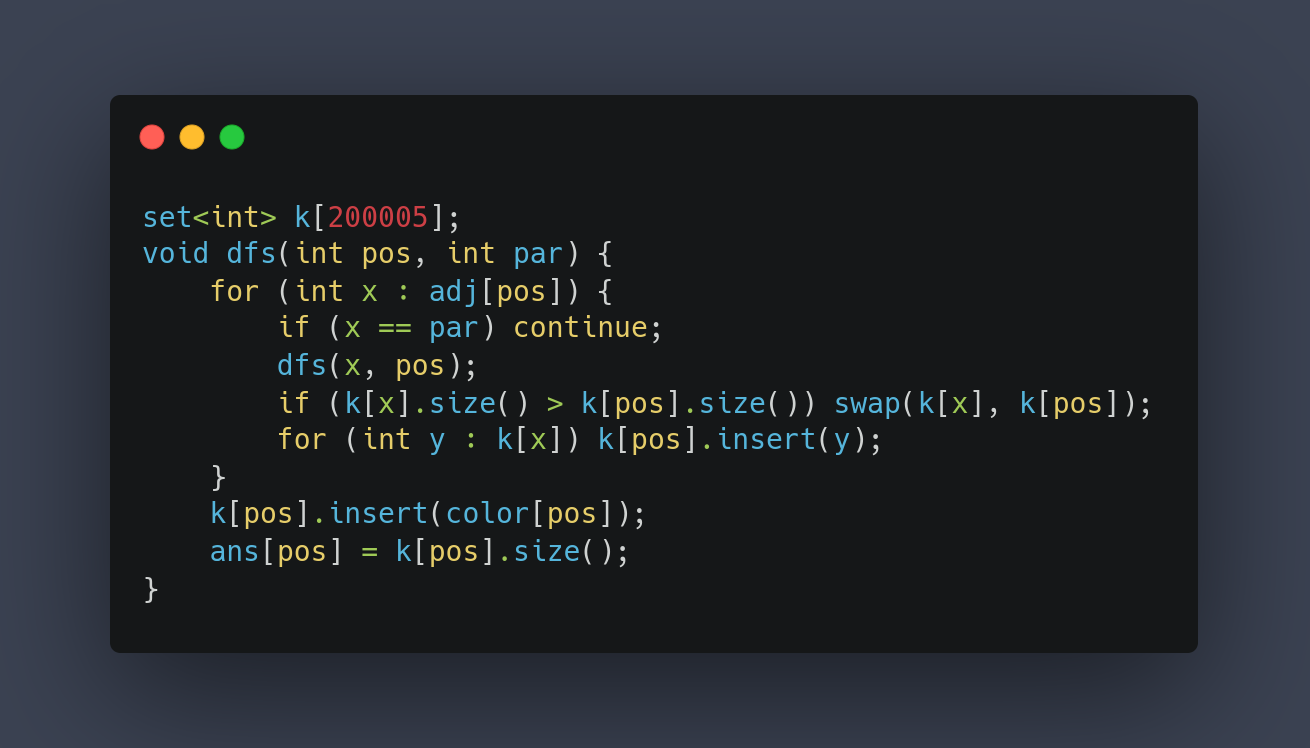 set<int> k[200005];
void dfs(int pos, int par) {
    for (int x : adj[pos]) {
        if (x == par) continue;
        dfs(x, pos);
        if (k[x].size() > k[pos].size()) swap(k[x], k[pos]);
        for (int y : k[x]) k[pos].insert(y);
    }
    k[pos].insert(color[pos]);
    ans[pos] = k[pos].size();
}